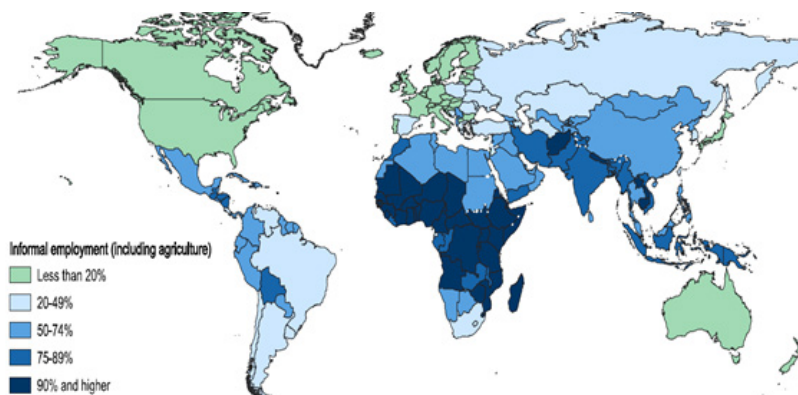 Informal employment (including agriculture)
Less than 20%
20-49%
50-74%
75-89%
90% and higher